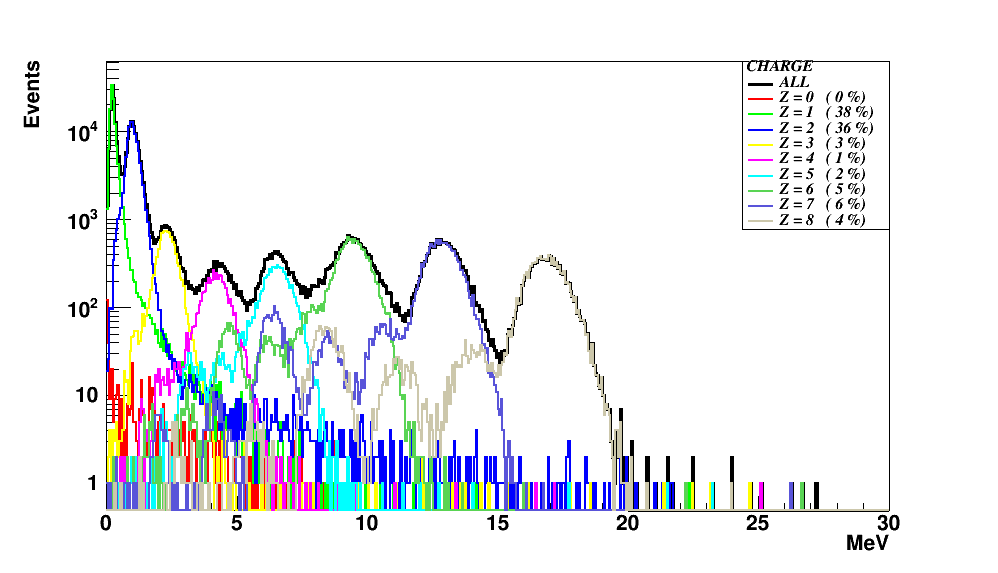 Events
CHARGE
ALL
Z = 0 ( 0 %)
Z = 1 ( 38 %)
Z = 2 ( 36 %)
Z = 3 ( 3 %)
Z = 4 ( 1 %)
Z = 5 ( 2 %)
Z = 6 ( 5 %)
Z = 7 ( 6 %)
Z = 8 ( 4 %)
10⁴
10³
10²
10
1
0 5 10 15 20 25 30
MeV